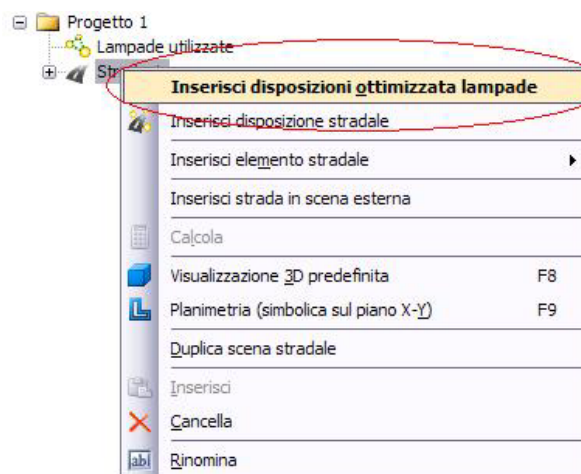 Progetto 1
Lampade utilizzate
Inserisci disposizioni ottimizzata lampade
Inserisci disposizione stradale
Inserisci elemento stradale
Inserisci strada in scena esterna
Calcola
Visualizzazione 3D predefinita F8
Planimetria (simbolica sul piano X-Y) F9
Duplica scena stradale
Inserisci
Cancella
Rinomina